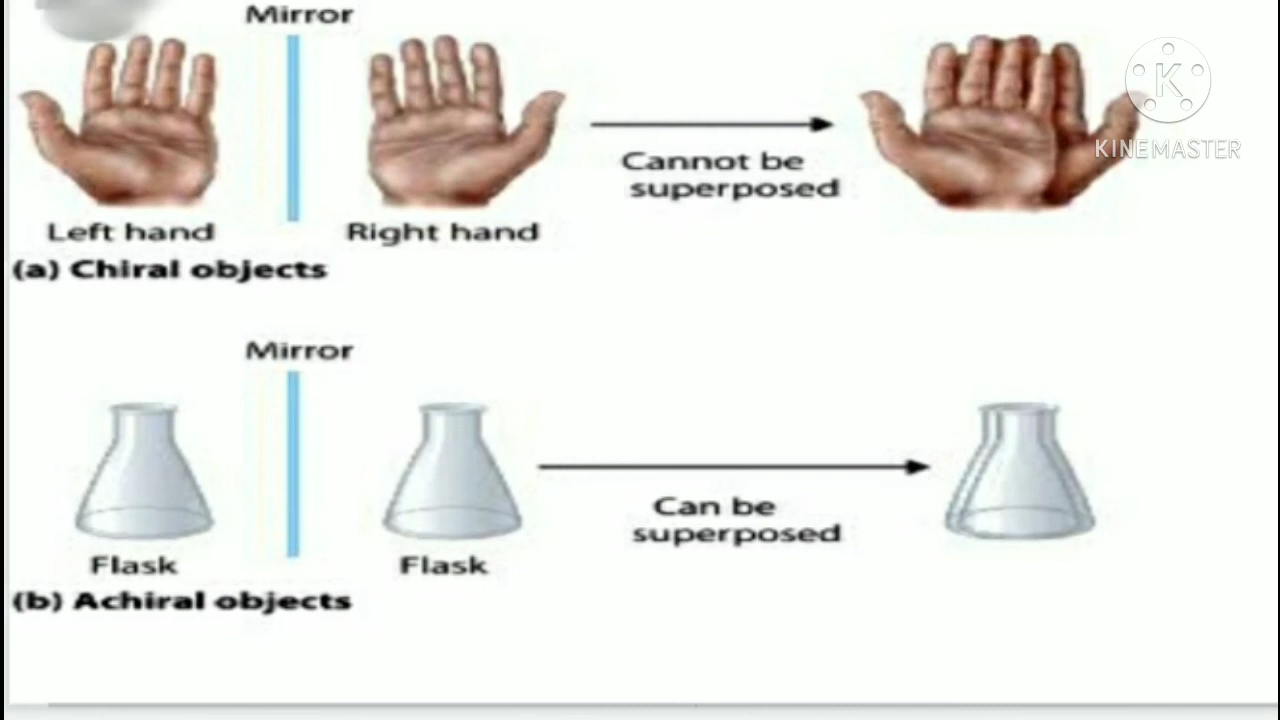 Mirror
Left hand
Right hand
Cannot be
superposed
(a) Chiral objects
K
KINEMASTER
Mirror
Flask
Flask
Can be
superposed
(b) Achiral objects